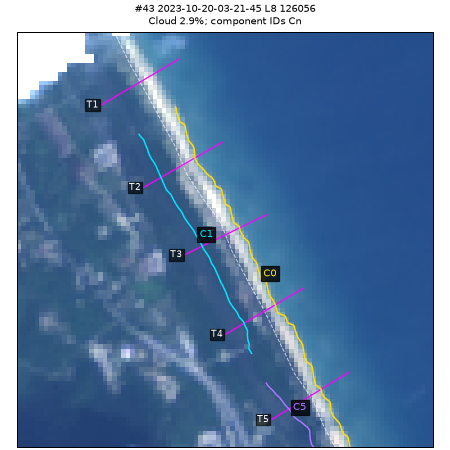 #43 2023-10-20-03-21-45 L8 126056
Cloud 2.9%; component IDs Cn
T1
T2
C1
T3
C0
T4
C5
T5